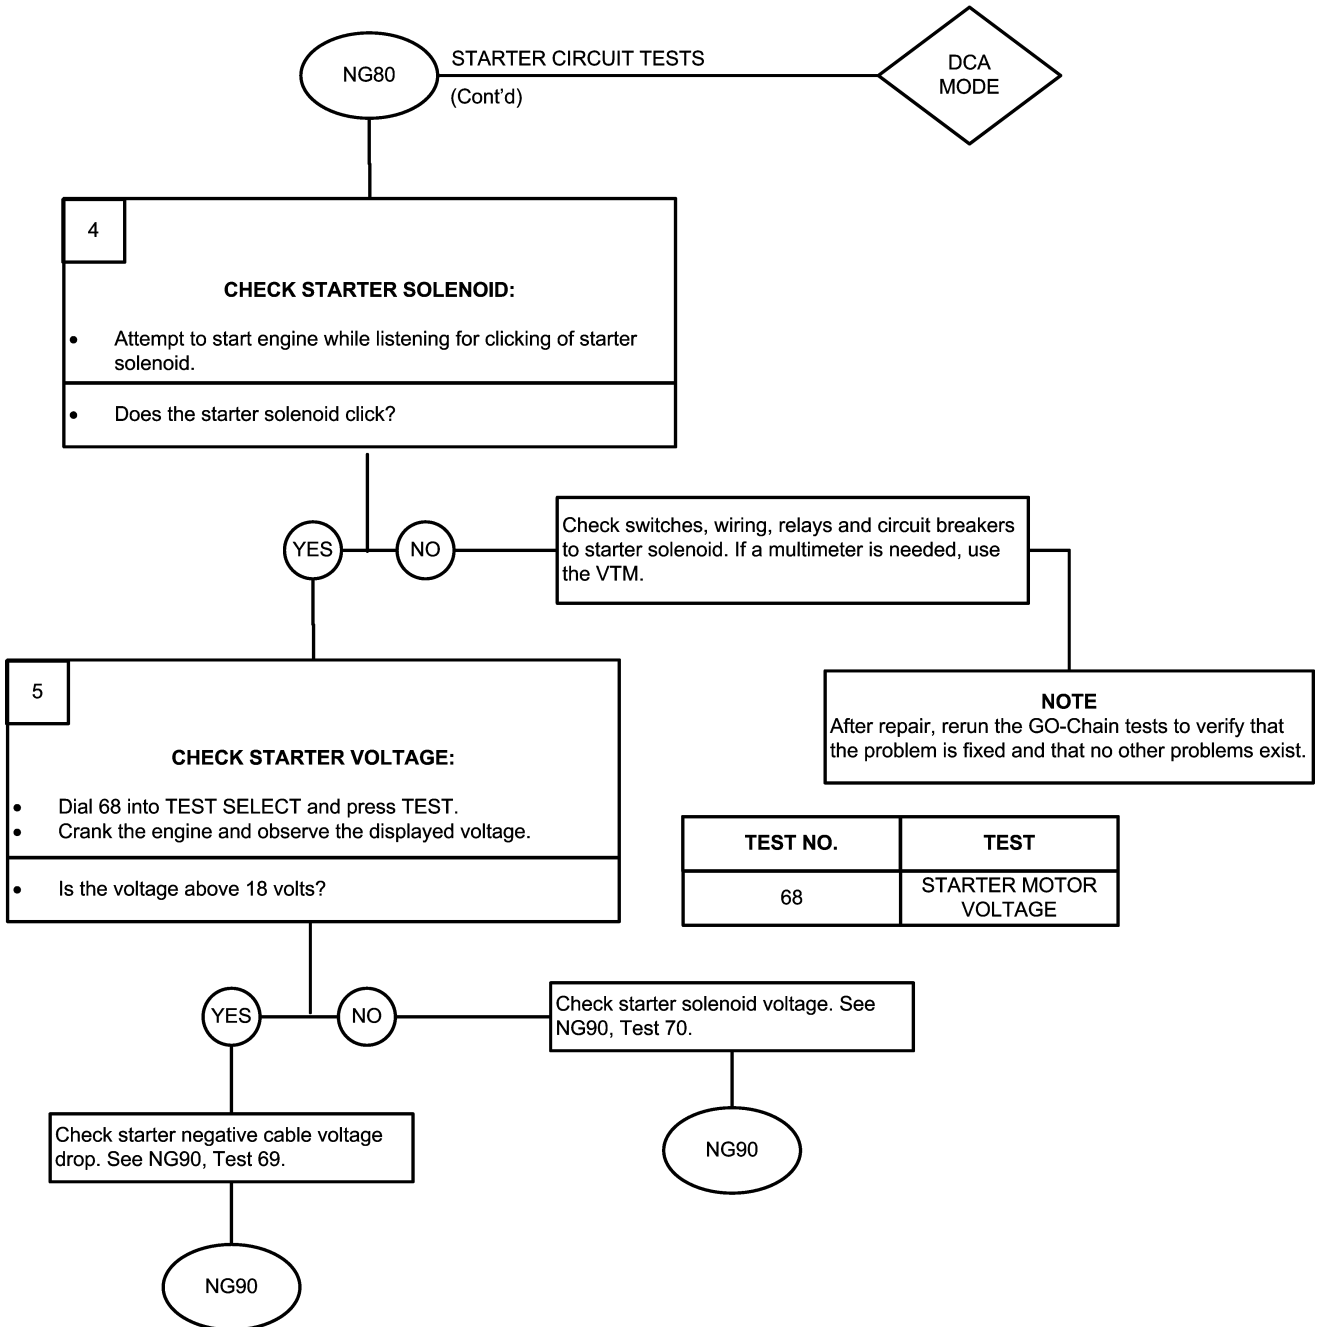 NG80
STARTER CIRCUIT TESTS
(Cont'd)
DCA
MODE
4
CHECK STARTER SOLENOID:
• Attempt to start engine while listening for clicking of starter
solenoid.
• Does the starter solenoid click?
YES
NO
Check switches, wiring, relays and circuit breakers
to starter solenoid. If a multimeter is needed, use
the VTM.
NOTE
After repair, rerun the GO-Chain tests to verify that
the problem is fixed and that no other problems exist.
5
CHECK STARTER VOLTAGE:
• Dial 68 into TEST SELECT and press TEST.
• Crank the engine and observe the displayed voltage.
• Is the voltage above 18 volts?
TEST NO.
TEST
68
STARTER MOTOR
VOLTAGE
YES
NO
Check starter solenoid voltage. See
NG90, Test 70.
NG90
Check starter negative cable voltage
drop. See NG90, Test 69.
NG90